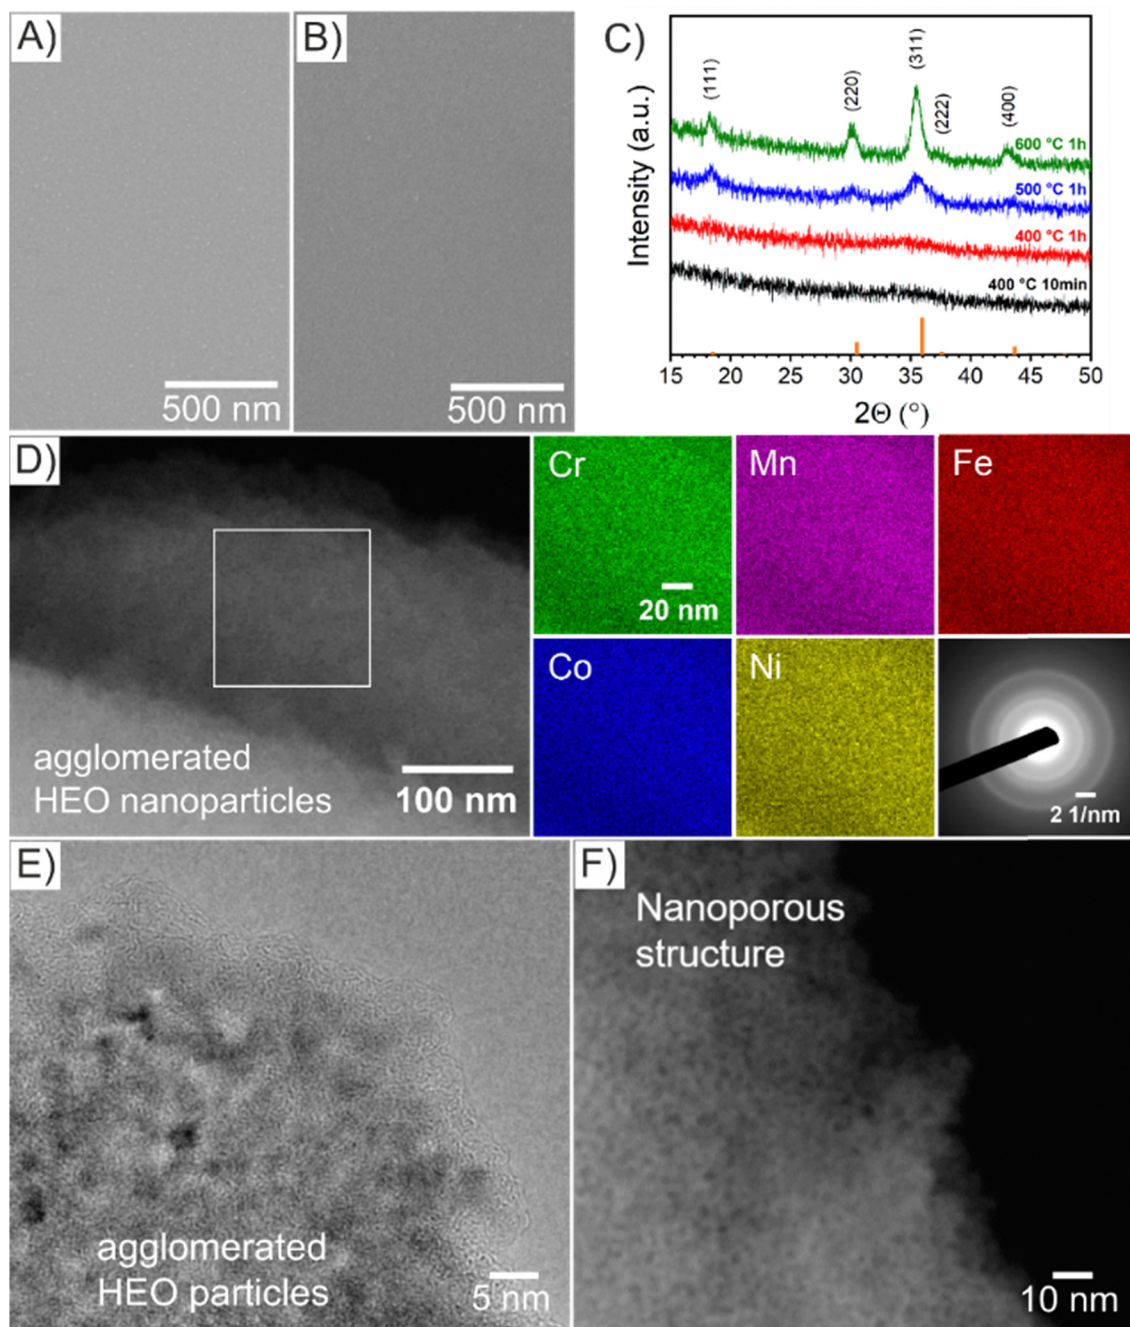 A)
500 nm
B)
500 nm
C)
Intensity (a.u.)
(111)
(220)
(311)
(222)
(400)
600 °C 1h
500 °C 1h
400 °C 1h
400 °C 10min
15 20 25 30 35 40 45 50
2Θ (°)
D)
agglomerated
HEO nanoparticles
100 nm
Cr
20 nm
Mn
Fe
Co
Ni
2 1/nm
E)
agglomerated
HEO particles
5 nm
F)
Nanoporous
structure
10 nm